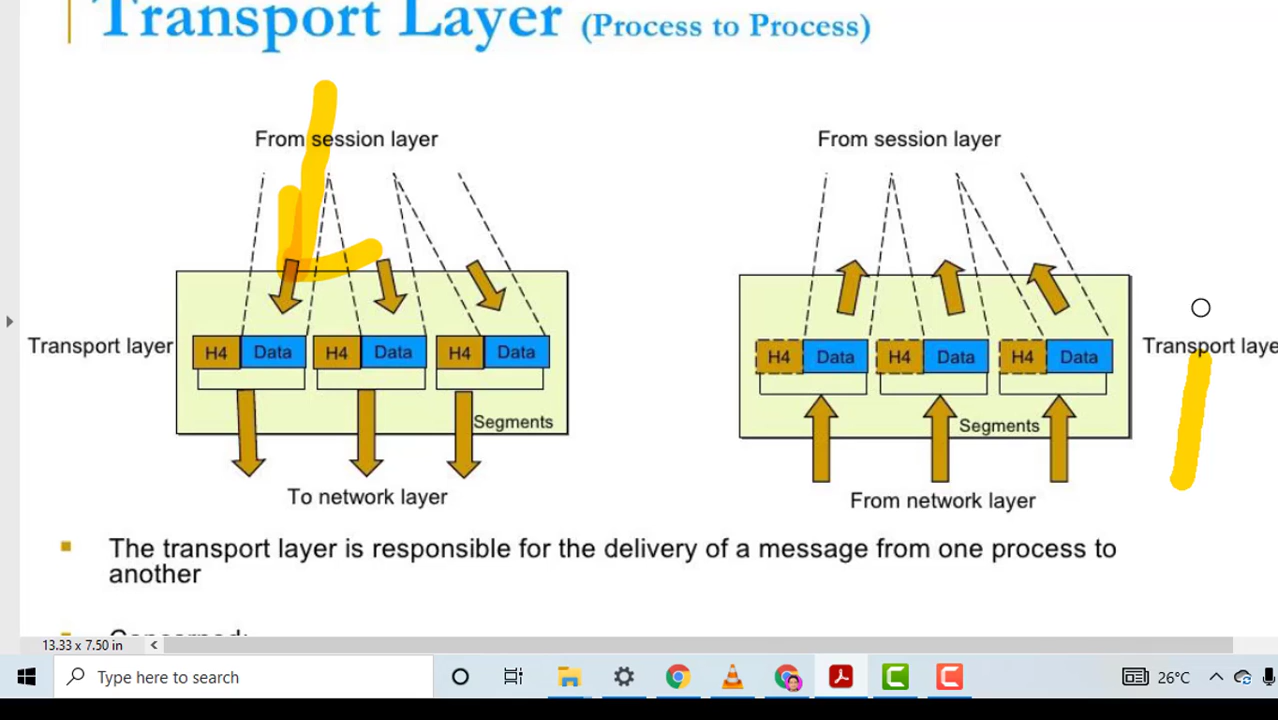 Transport Layer (Process to Process)
From session layer
From session layer
Transport layer
H4 Data H4 Data H4 Data
Segments
To network layer
H4 Data H4 Data H4 Data
Transport laye
Segments
From network layer
The transport layer is responsible for the delivery of a message from one process to
another
Concerned:
13.33 x 7.50 in
Type here to search
26°C